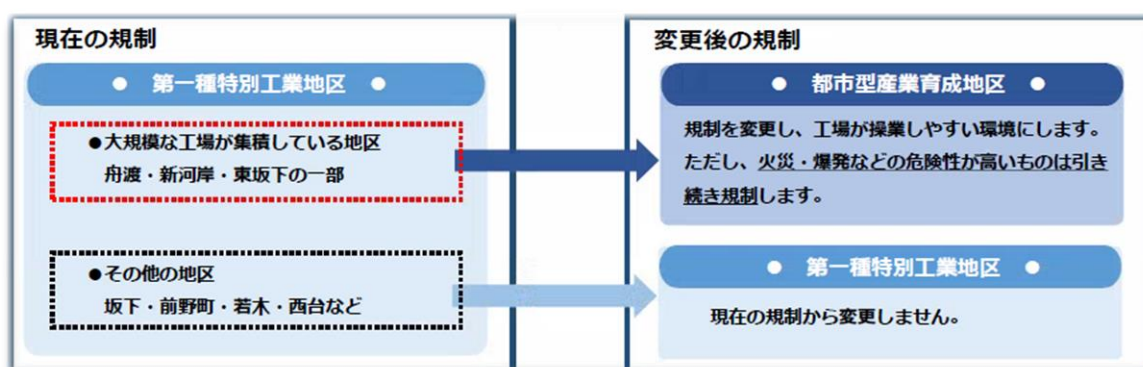 現在の規制
● 第一種特別工業地区 ●
●大規模な工場が集積している地区
舟渡・新河岸・東坂下の一部
●その他の地区
坂下・前野町・若木・西台など
変更後の規制
● 都市型産業育成地区 ●
規制を変更し、工場が操業しやすい環境にします。
ただし、火災・爆発などの危険性が高いものは引き
続き規制します。
● 第一種特別工業地区 ●
現在の規制から変更しません。